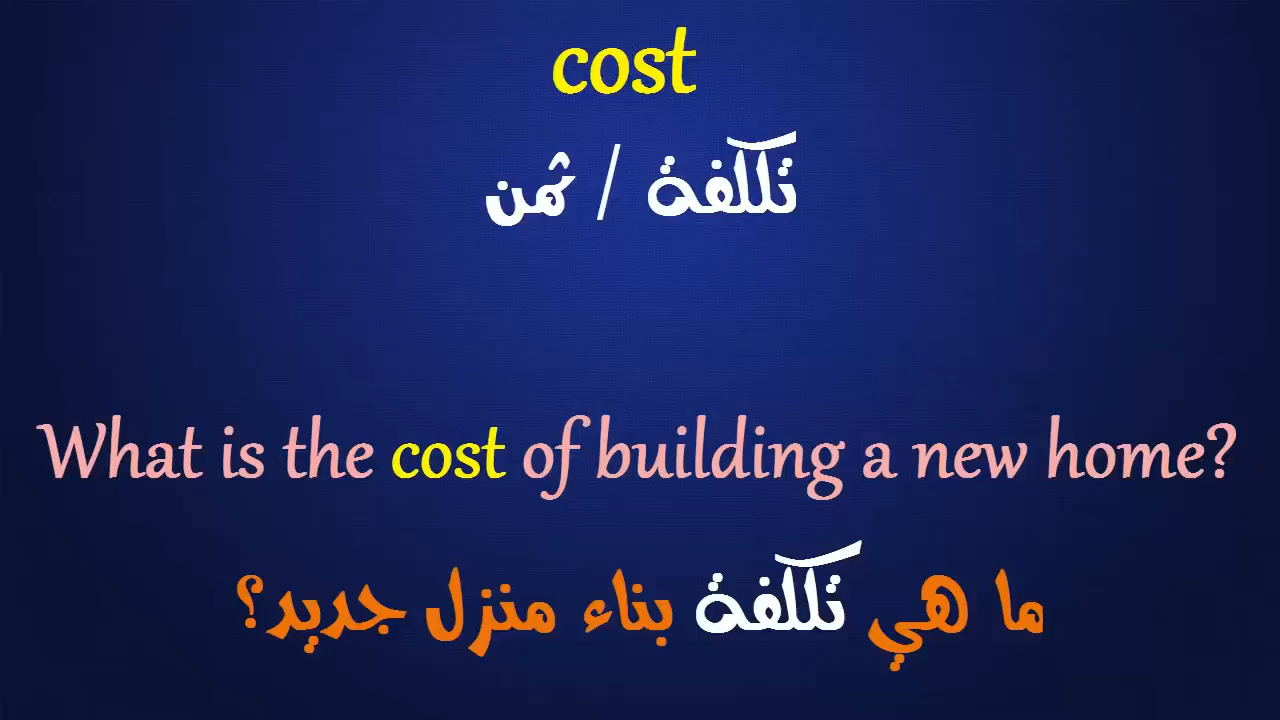 cost
تكلفة / ثمن
What is the cost of building a new home?
ما هي تكلفة بناء منزل جديد؟